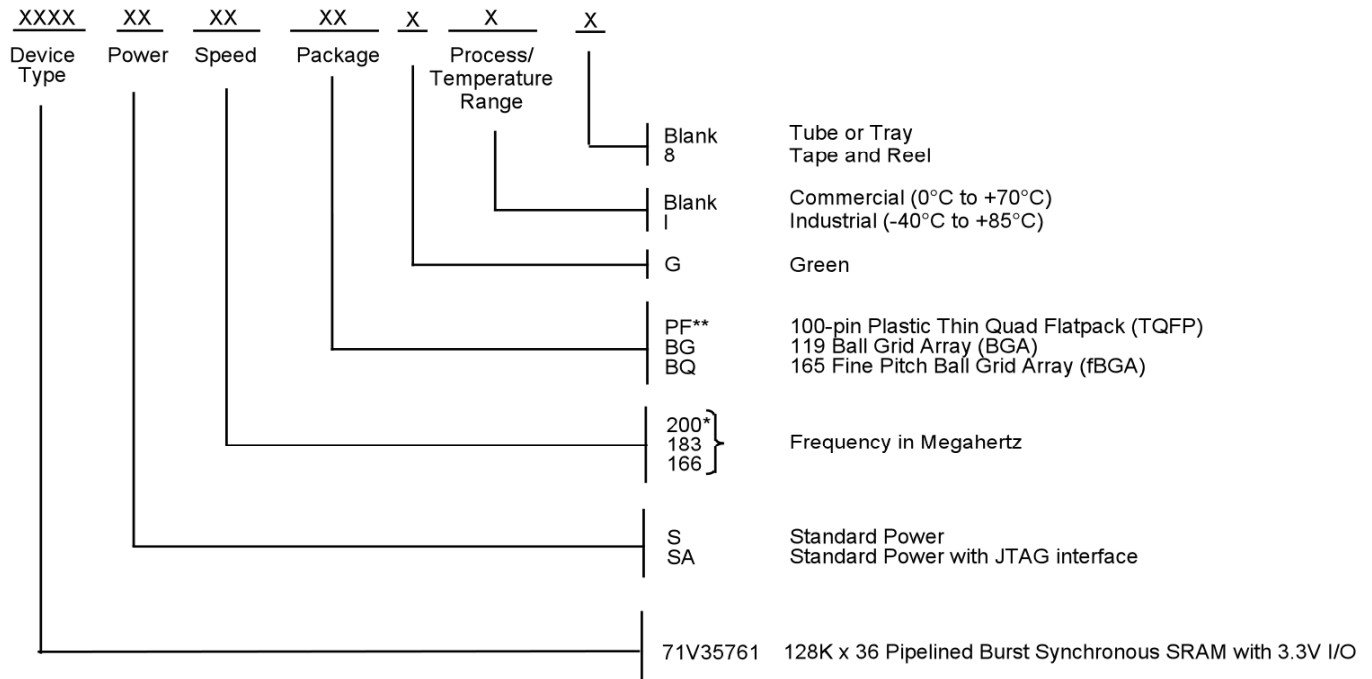 XXXX XX XX XX X X X
Device Type Power Speed Package Process/ Temperature Range
Blank Tube or Tray
8 Tape and Reel
Blank Commercial (0°C to +70°C)
I Industrial (-40°C to +85°C)
G Green
PF** 100-pin Plastic Thin Quad Flatpack (TQFP)
BG 119 Ball Grid Array (BGA)
BQ 165 Fine Pitch Ball Grid Array (fBGA)
200*
183 Frequency in Megahertz
166
S Standard Power
SA Standard Power with JTAG interface
71V35761 128K x 36 Pipelined Burst Synchronous SRAM with 3.3V I/O